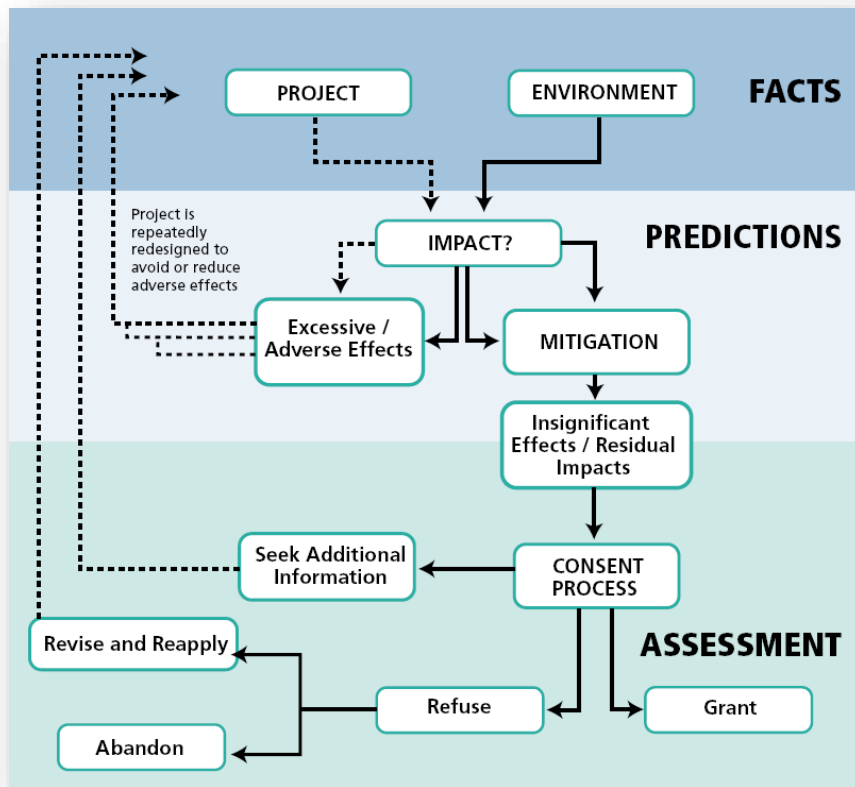 PROJECT
ENVIRONMENT
FACTS
Project is
repeatedly
redesigned to
avoid or reduce
adverse effects
IMPACT?
PREDICTIONS
Excessive /
Adverse Effects
MITIGATION
Insignificant
Effects / Residual
Impacts
Seek Additional
Information
CONSENT
PROCESS
Revise and Reapply
ASSESSMENT
Refuse
Grant
Abandon